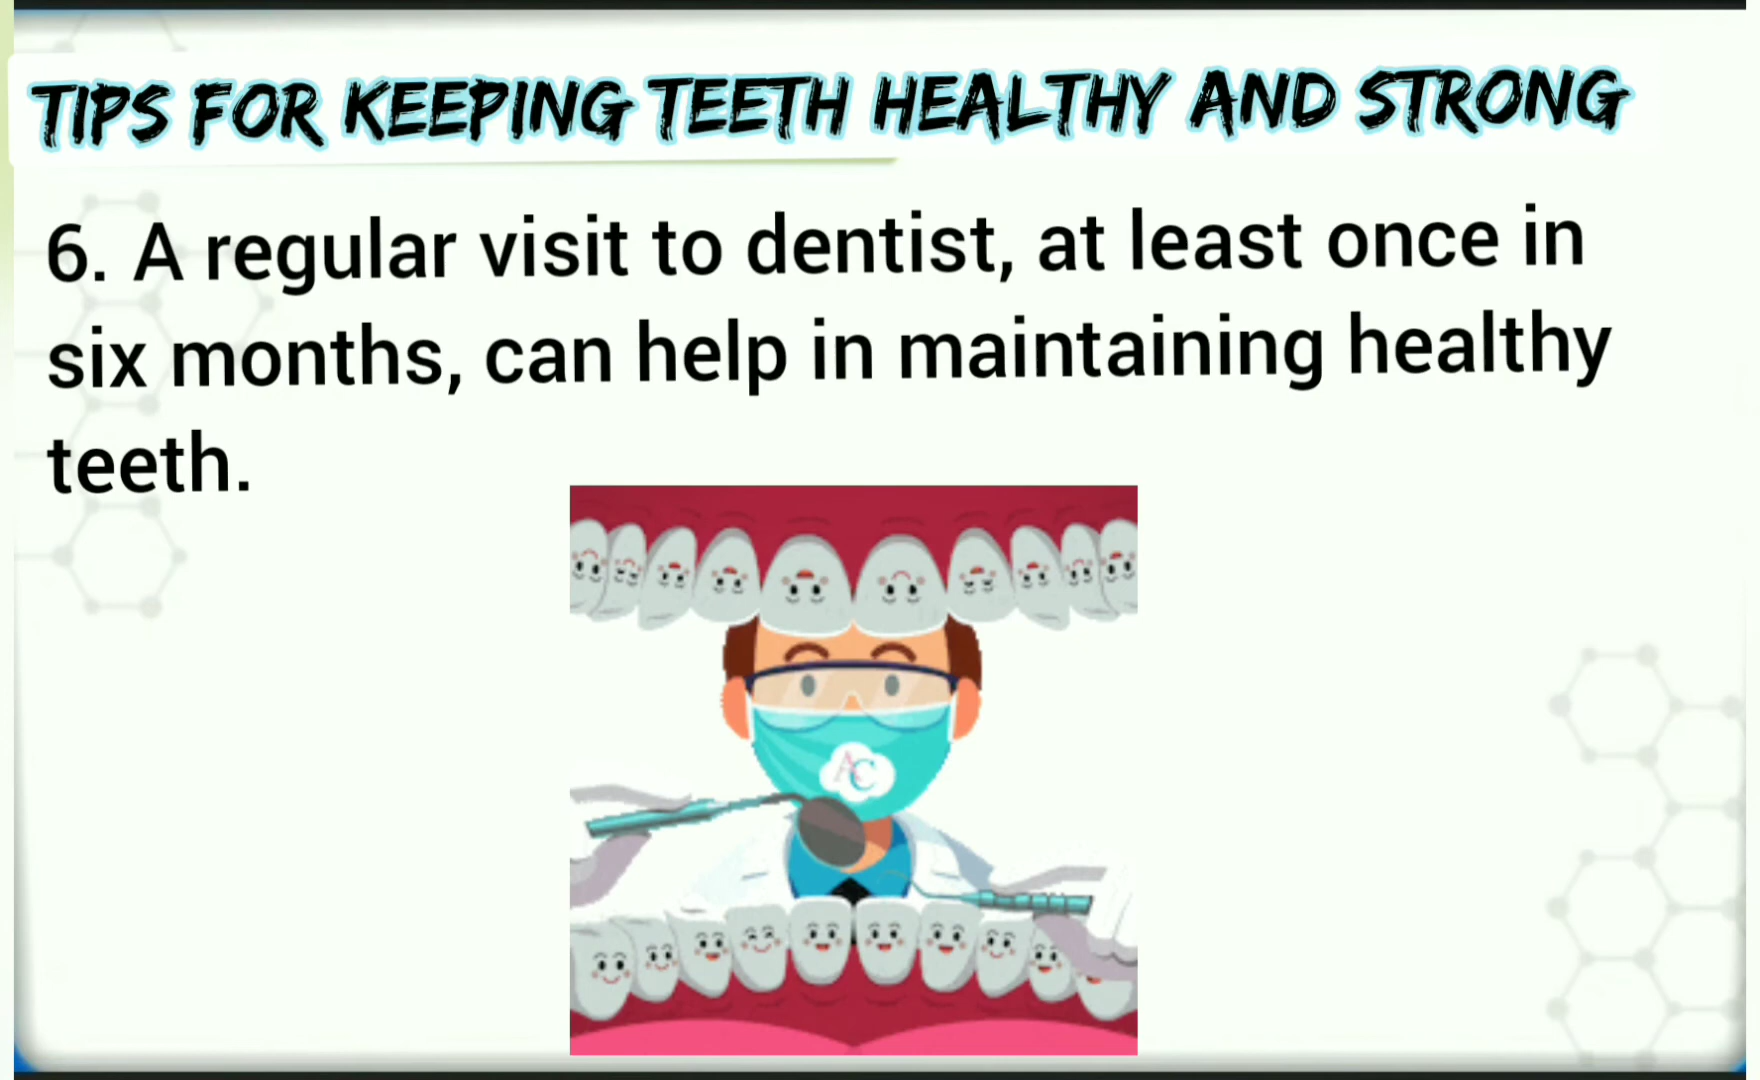 TIPS FOR KEEPING TEETH HEALTHY AND STRONG
6. A regular visit to dentist, at least once in
six months, can help in maintaining healthy
teeth.
AC